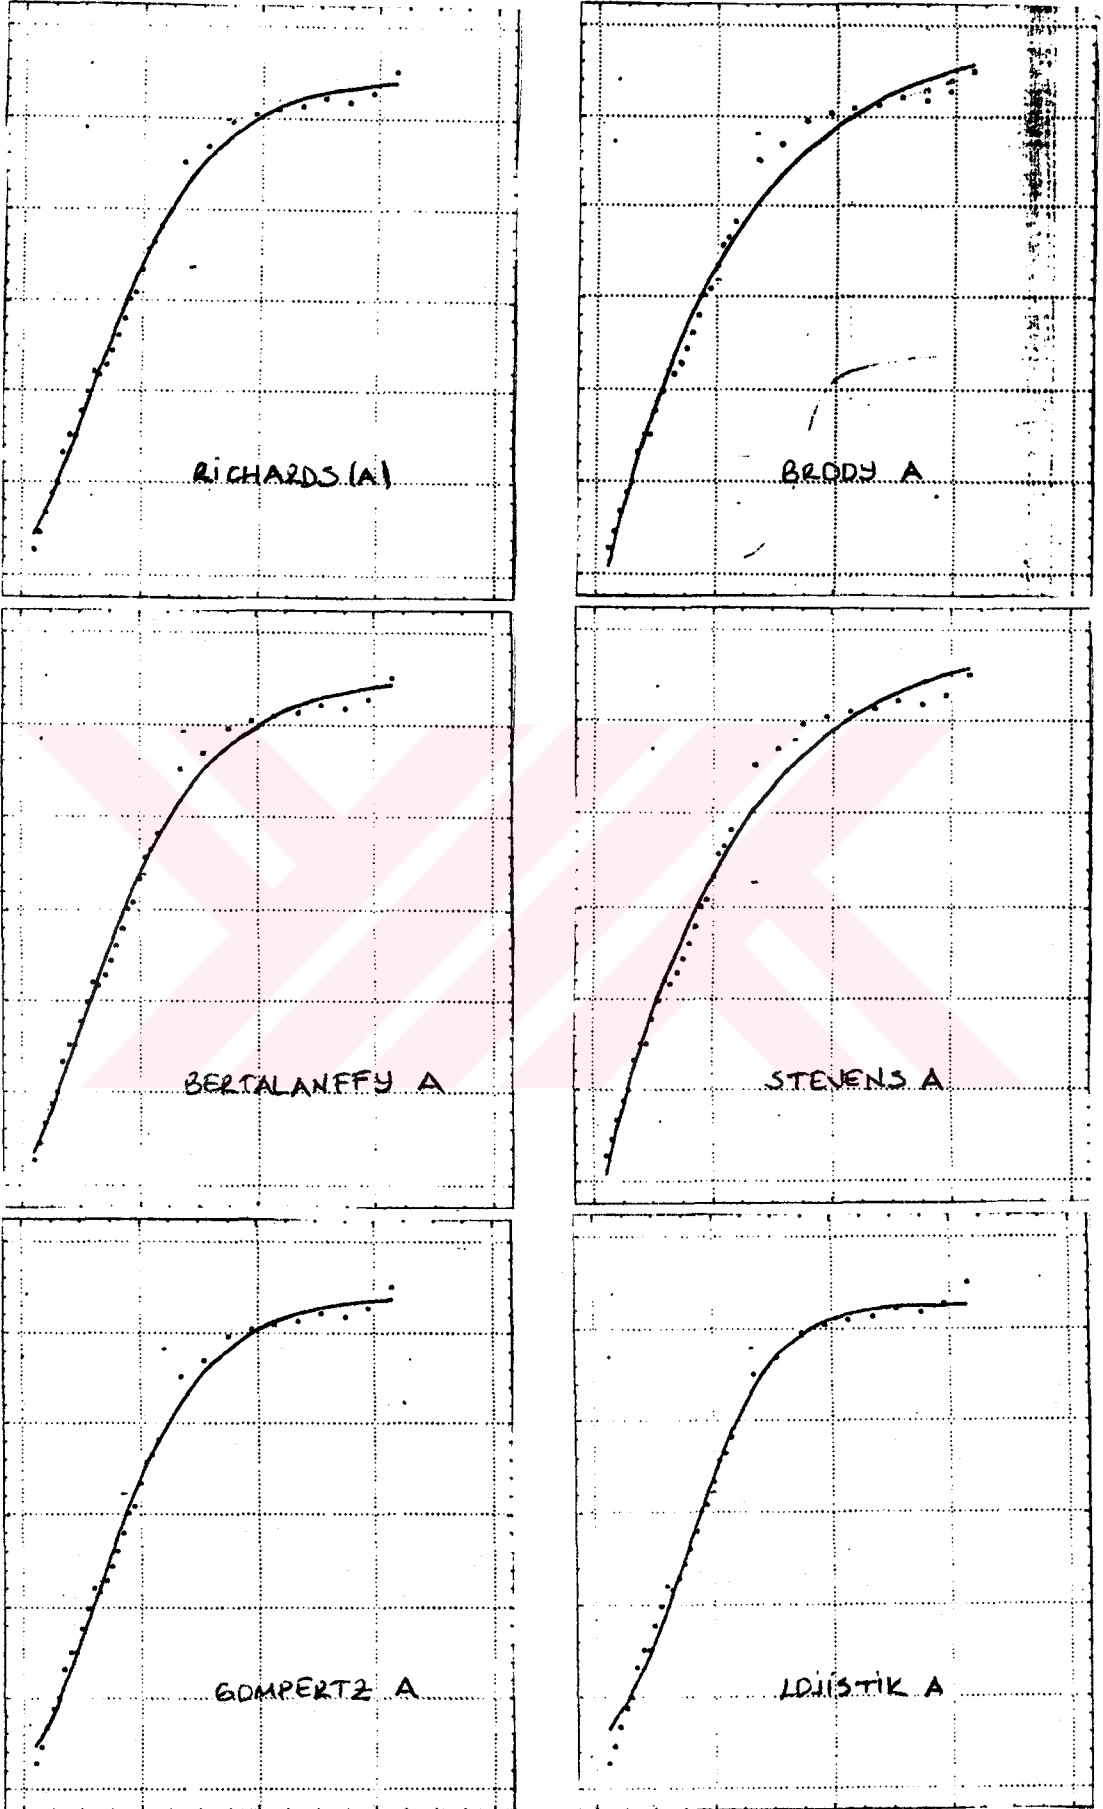 RiCHARDS (A)
BRODY A
BERTALANFFY A
STEVENS A
GOMPERTZ A
LOJiSTiK A